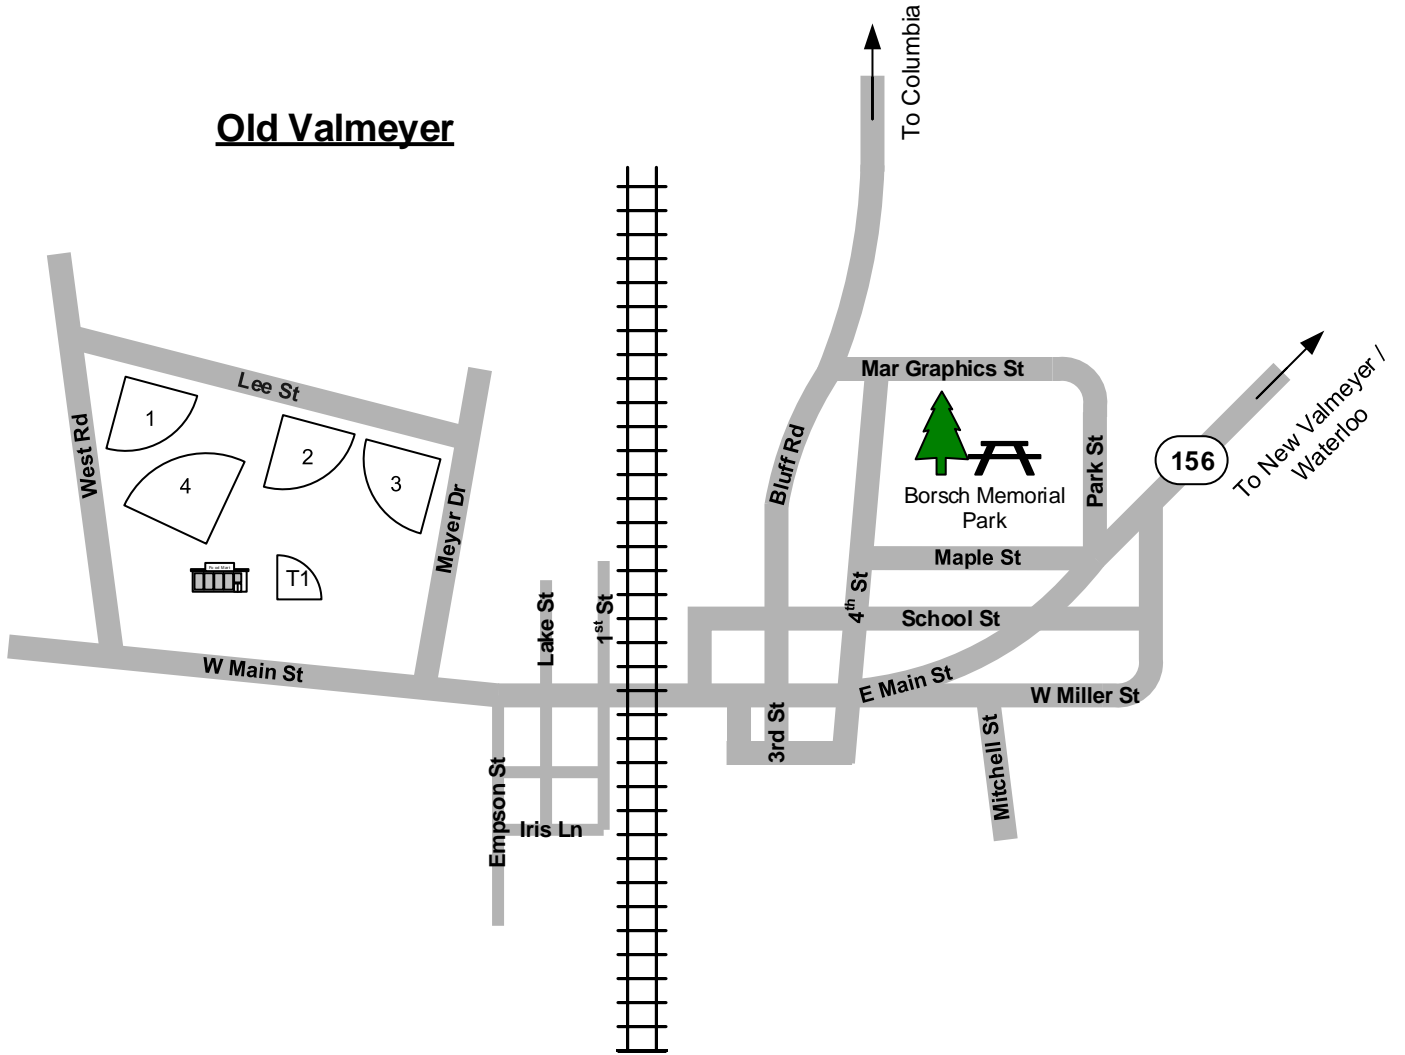 To Columbia
Old Valmeyer
Lee St
Mar Graphics St
West Rd
1
2
3
4
Meyer Dr
Bluff Rd
Park St
156
To New Valmeyer /
Waterloo
Borsch Memorial
Park
Maple St
T1
Lake St
1st St
4th St
School St
W Main St
E Main St
W Miller St
3rd St
Mitchell St
Empson St
Iris Ln